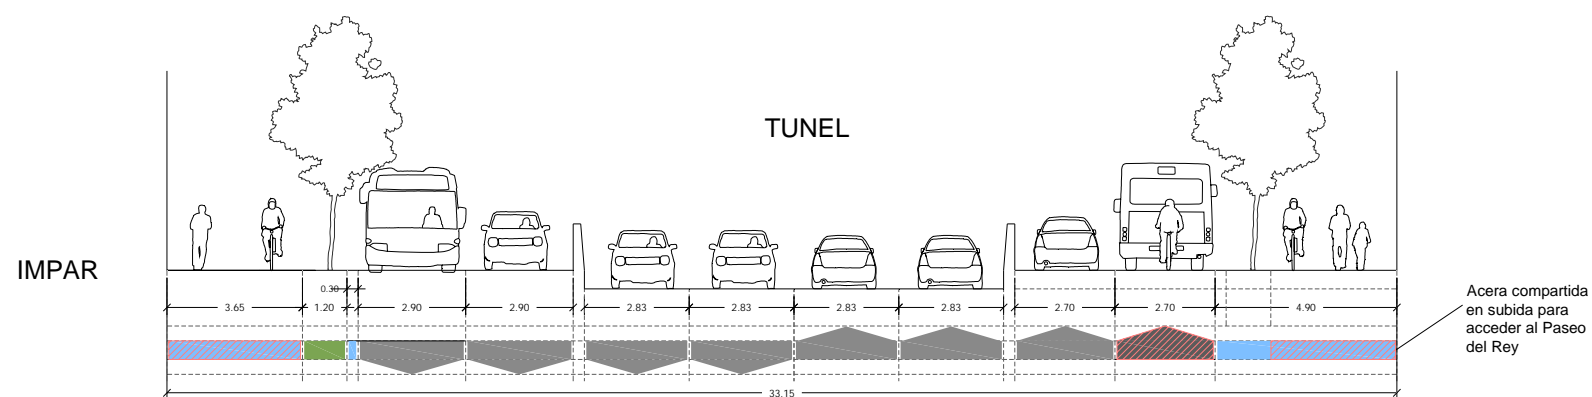 TUNEL
IMPAR
0.30
3.65
1.20
2.90
2.90
2.83
2.83
2.83
2.83
2.70
2.70
4.90
Acera compartida
en subida para
acceder al Paseo
del Rey
33.15